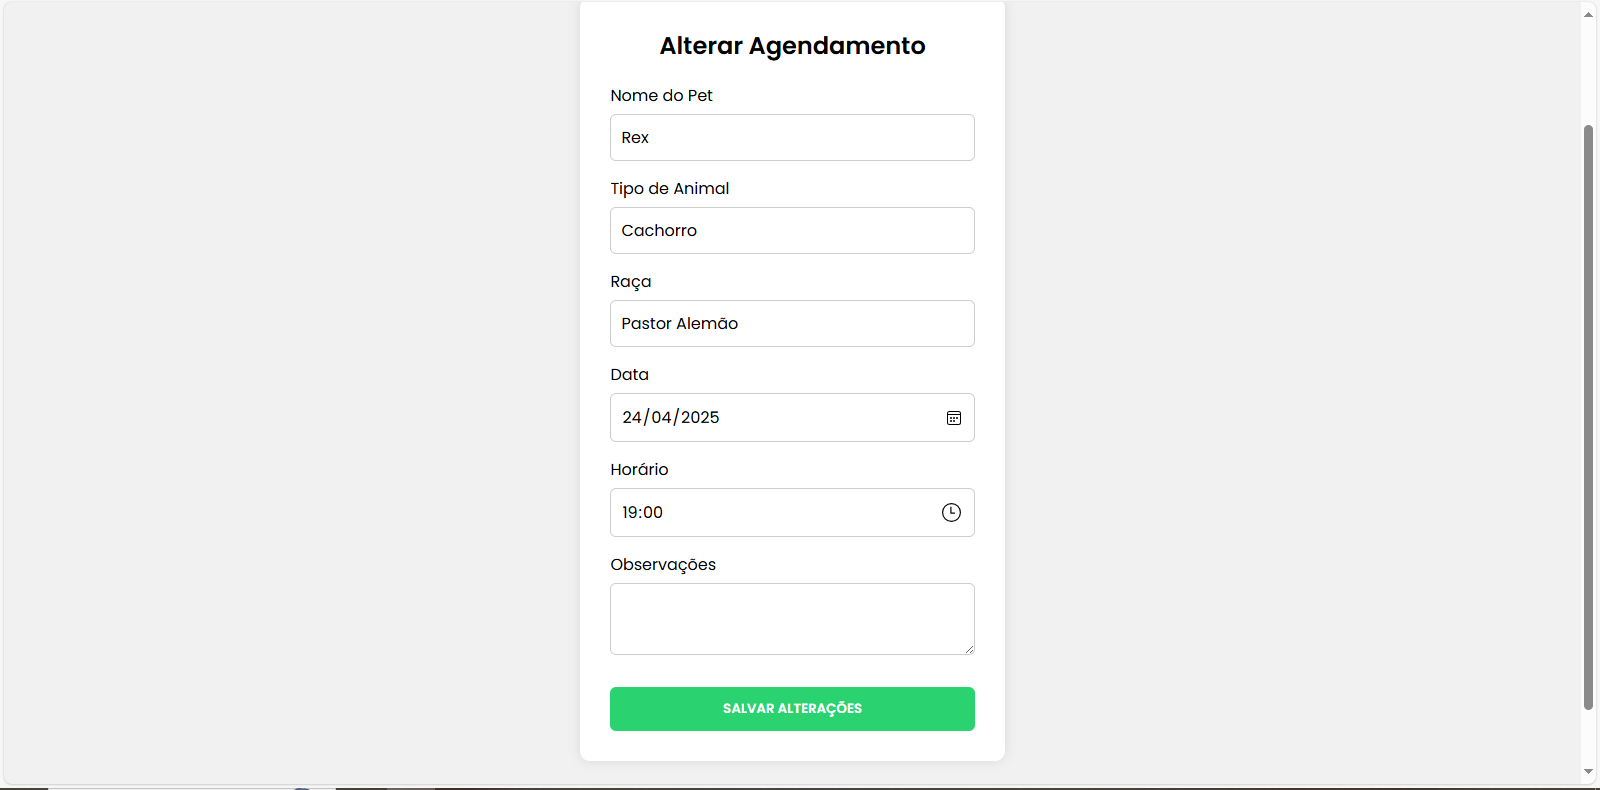 Alterar Agendamento
Nome do Pet
Rex
Tipo de Animal
Cachorro
Raça
Pastor Alemão
Data
24/04/2025
Horário
19:00
Observações
SALVAR ALTERAÇÕES